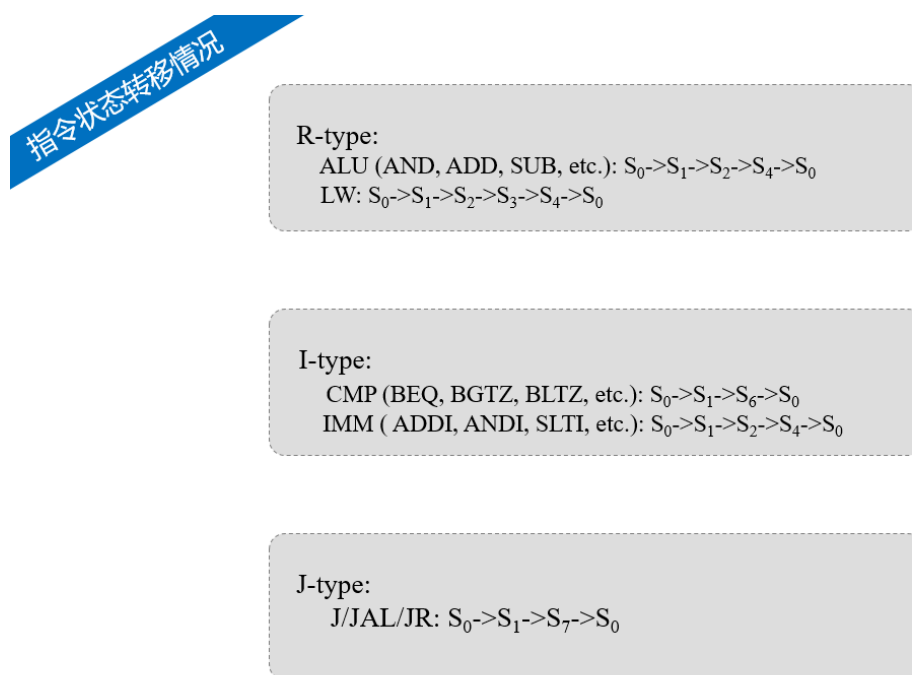 指令状态转移情况
R-type:
ALU (AND, ADD, SUB, etc.): S₀->S₁->S₂->S₄->S₀
LW: S₀->S₁->S₂->S₃->S₄->S₀
I-type:
CMP (BEQ, BGTZ, BLTZ, etc.): S₀->S₁->S₆->S₀
IMM ( ADDI, ANDI, SLTI, etc.): S₀->S₁->S₂->S₄->S₀
J-type:
J/JAL/JR: S₀->S₁->S₇->S₀